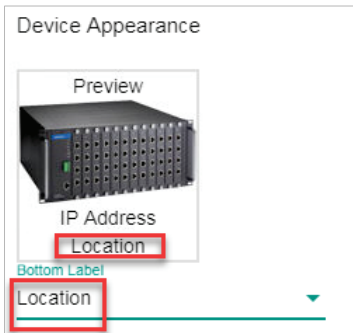 Device Appearance
Preview
IP Address
Location
Bottom Label
Location